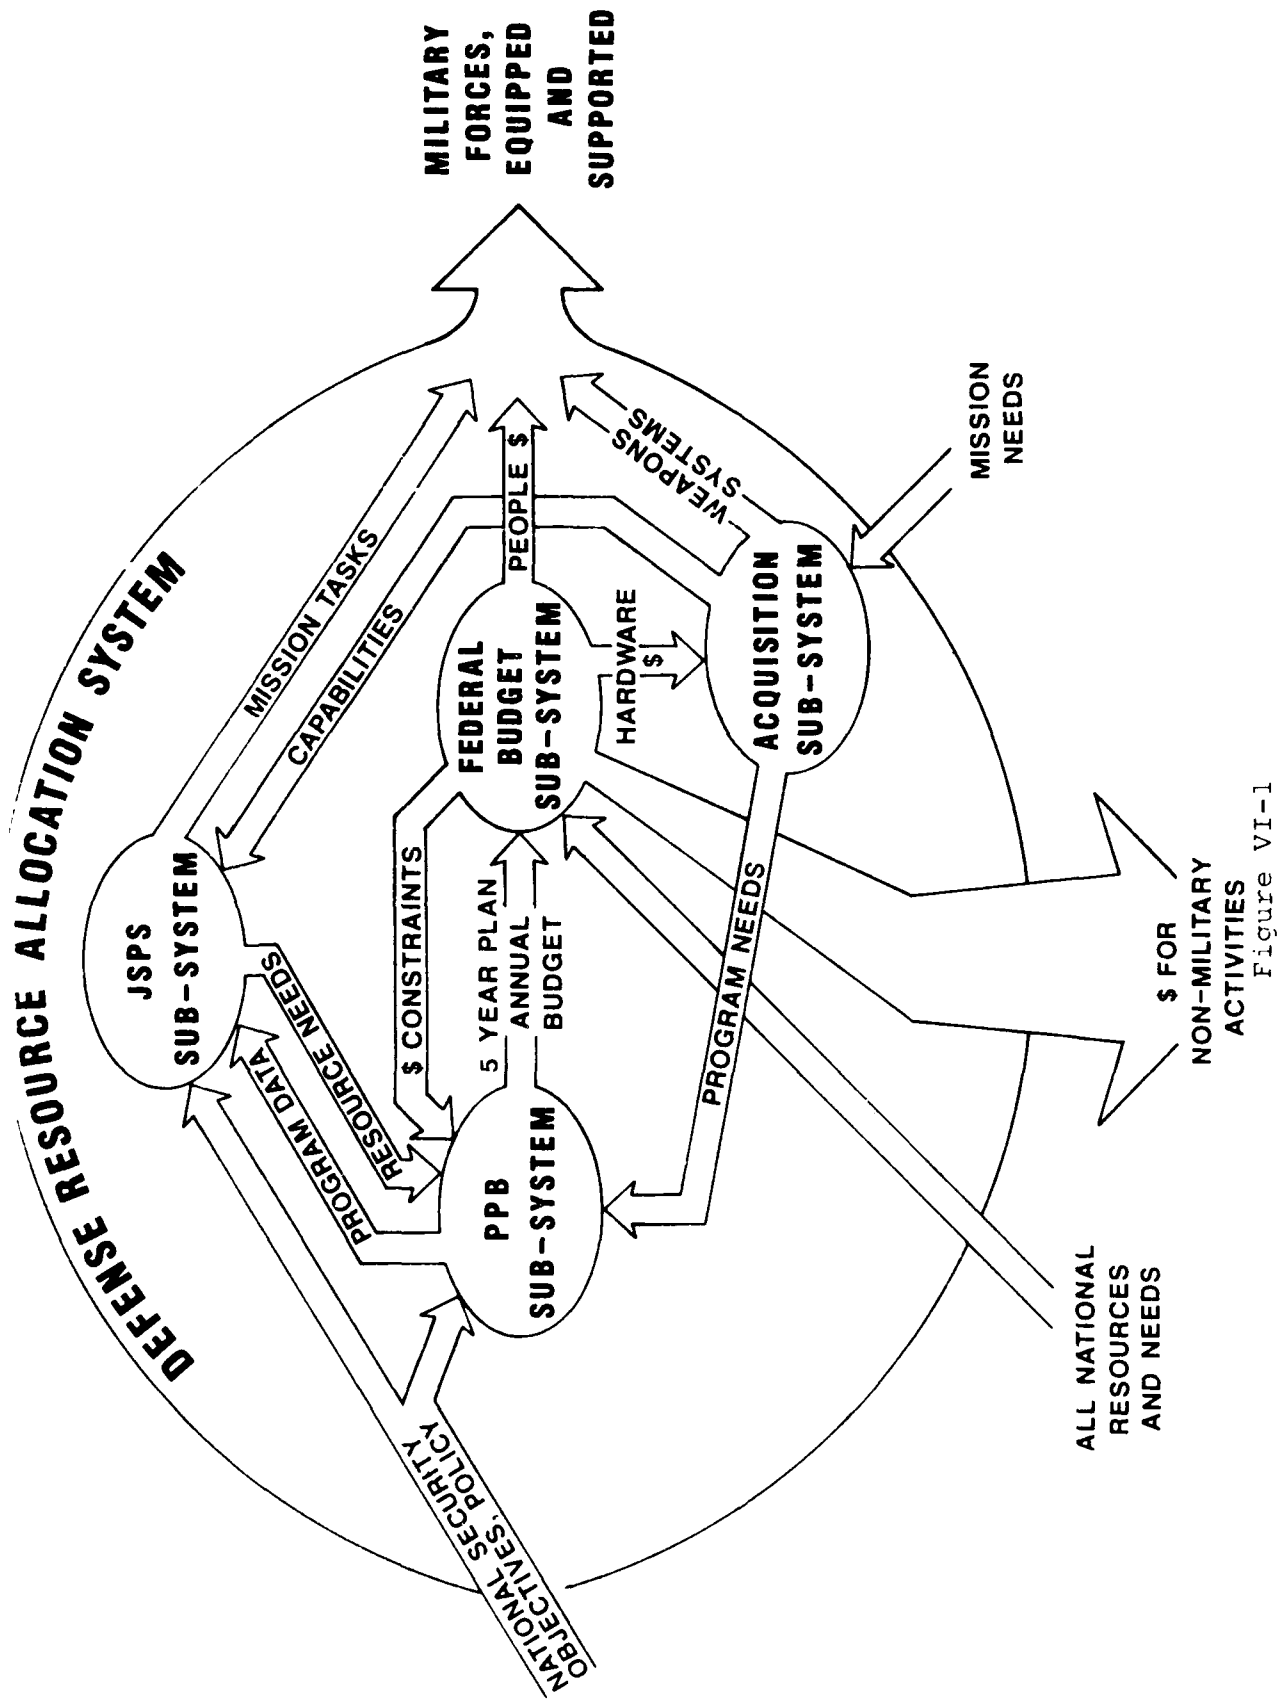 DEFENSE RESOURCE ALLOCATION SYSTEM
JSPS
SUB-SYSTEM
MISSION TASKS
CAPABILITIES
MILITARY
FORCES,
EQUIPPED
AND
SUPPORTED
NATIONAL SECURITY
OBJECTIVES, POLICY
PROGRAM DATA
RESOURCE NEEDS
$ CONSTRAINTS
PPB
SUB-SYSTEM
5 YEAR PLAN
ANNUAL
BUDGET
FEDERAL
BUDGET
SUB-SYSTEM
PEOPLE $
HARDWARE
$
WEAPONS
SYSTEMS
ACQUISITION
SUB-SYSTEM
PROGRAM NEEDS
MISSION
NEEDS
ALL NATIONAL
RESOURCES
AND NEEDS
$ FOR
NON-MILITARY
ACTIVITIES
Figure VI-1